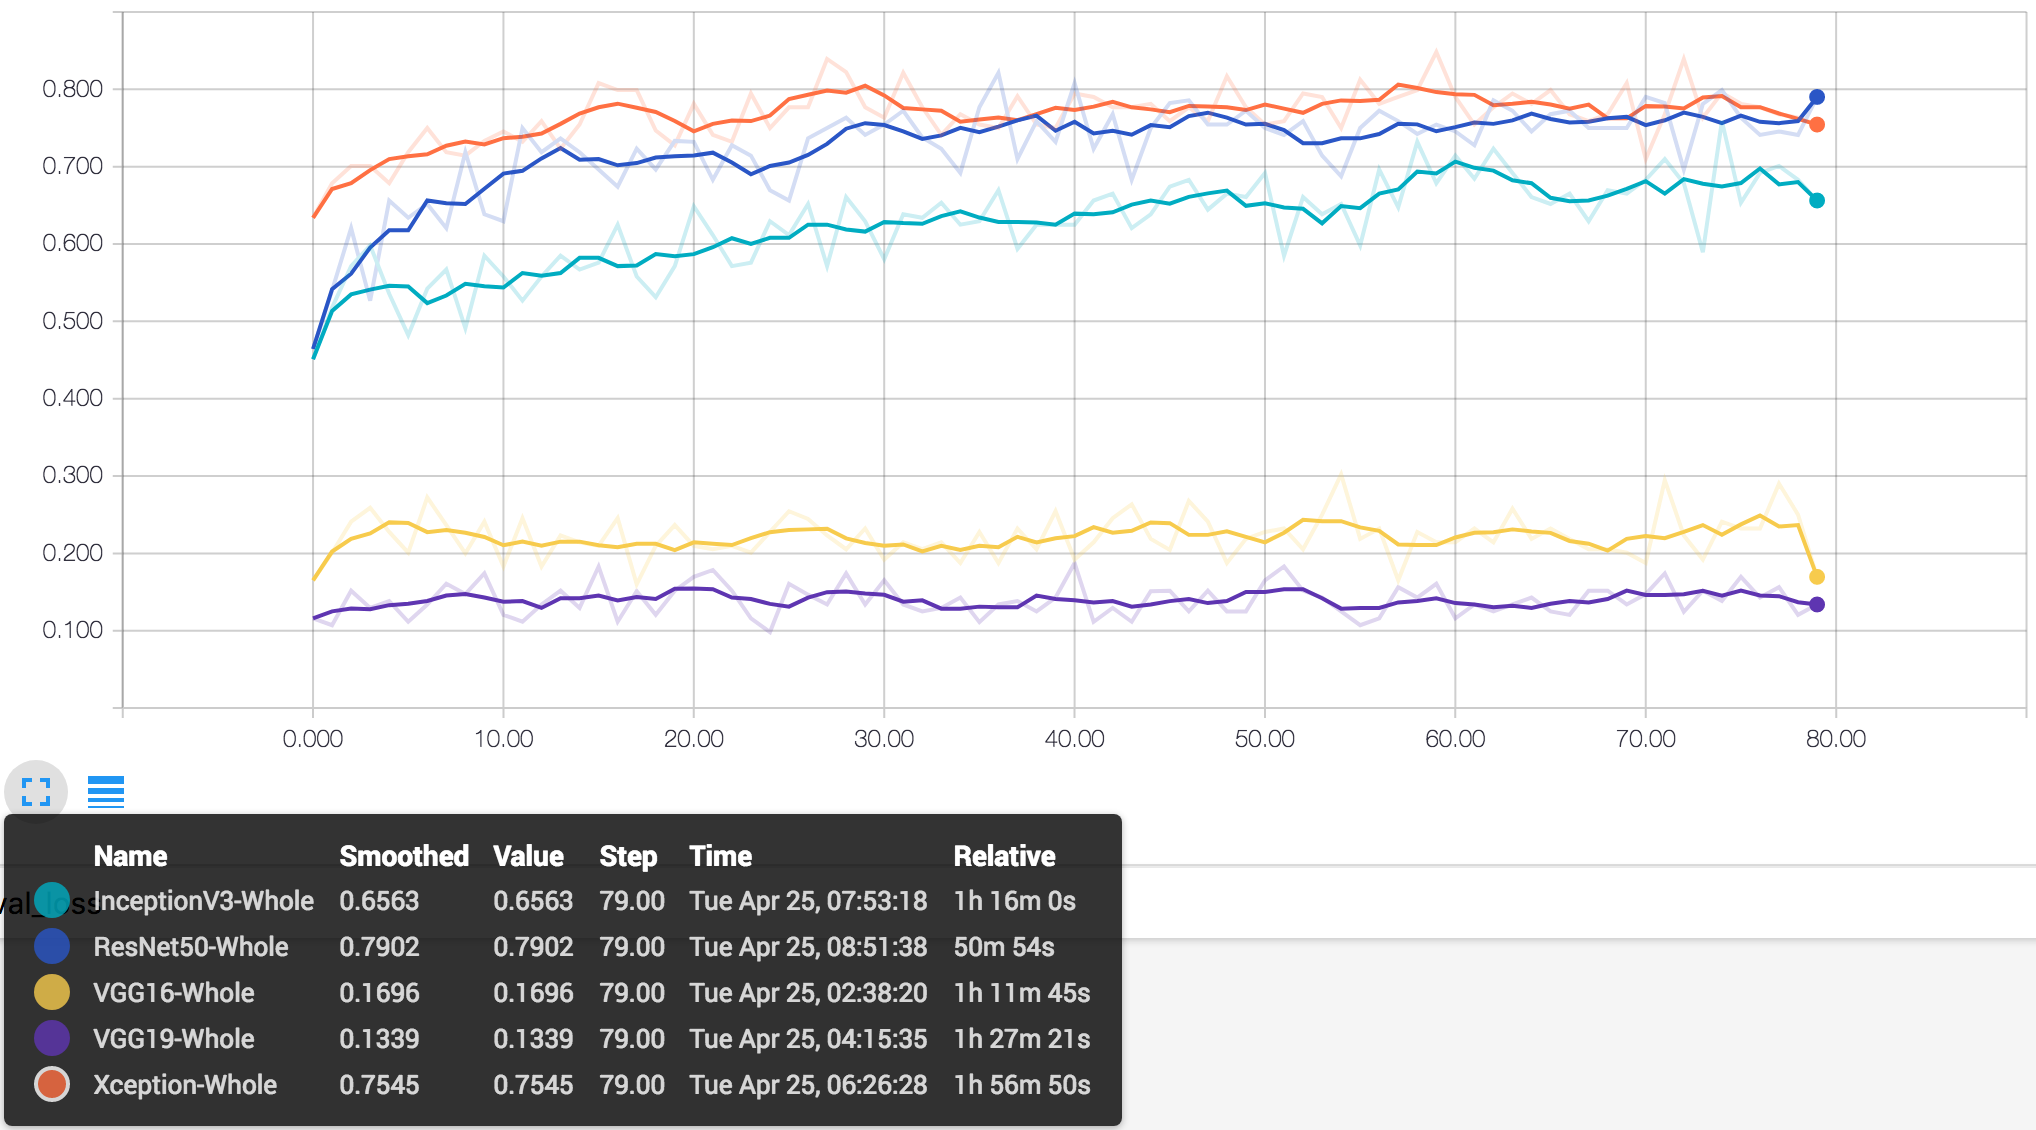 0.800
0.700
0.600
0.500
0.400
0.300
0.200
0.100
0.000 10.00 20.00 30.00 40.00 50.00 60.00 70.00 80.00
Name Smoothed Value Step Time Relative
val_loss
InceptionV3-Whole 0.6563 0.6563 79.00 Tue Apr 25, 07:53:18 1h 16m 0s
ResNet50-Whole 0.7902 0.7902 79.00 Tue Apr 25, 08:51:38 50m 54s
VGG16-Whole 0.1696 0.1696 79.00 Tue Apr 25, 02:38:20 1h 11m 45s
VGG19-Whole 0.1339 0.1339 79.00 Tue Apr 25, 04:15:35 1h 27m 21s
Xception-Whole 0.7545 0.7545 79.00 Tue Apr 25, 06:26:28 1h 56m 50s